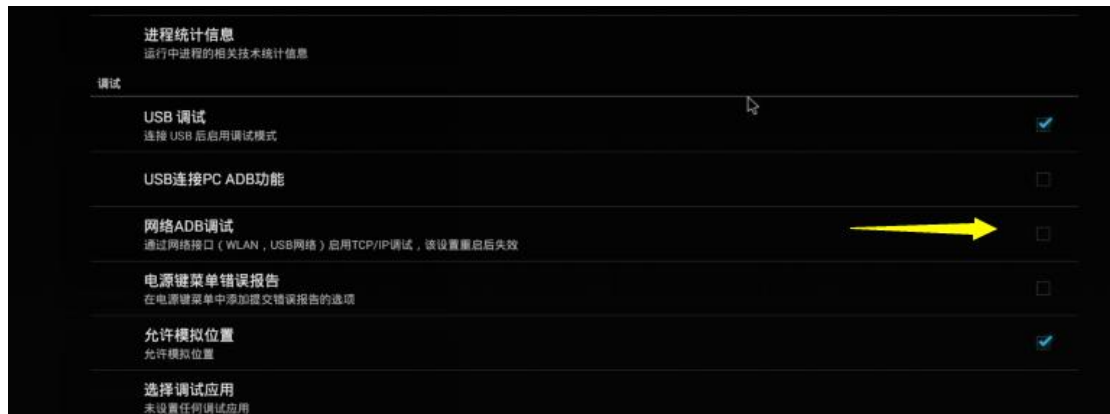 进程统计信息
运行中进程的相关技术统计信息
调试
USB 调试
连接 USB 后启用调试模式
USB连接PC ADB功能
网络ADB调试
通过网络接口（WLAN，USB网络）启用TCP/IP调试，该设置重启后失效
电源键菜单错误报告
在电源键菜单中添加提交错误报告的选项
允许模拟位置
允许模拟位置
选择调试应用
未设置任何调试应用